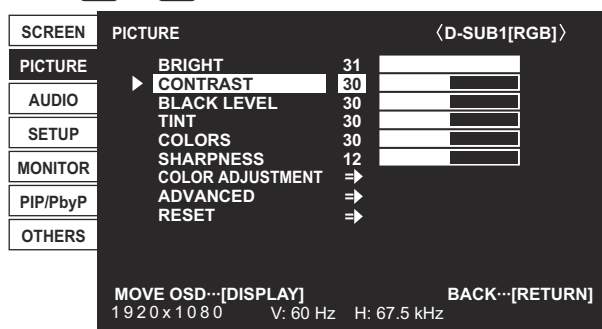 SCREEN
PICTURE
AUDIO
SETUP
MONITOR
PIP/PbyP
OTHERS
PICTURE 〈D-SUB1[RGB]〉
BRIGHT 31
CONTRAST 30
BLACK LEVEL 30
TINT 30
COLORS 30
SHARPNESS 12
COLOR ADJUSTMENT
ADVANCED
RESET
MOVE OSD···[DISPLAY] BACK···[RETURN]
1920x1080 V: 60 Hz H: 67.5 kHz